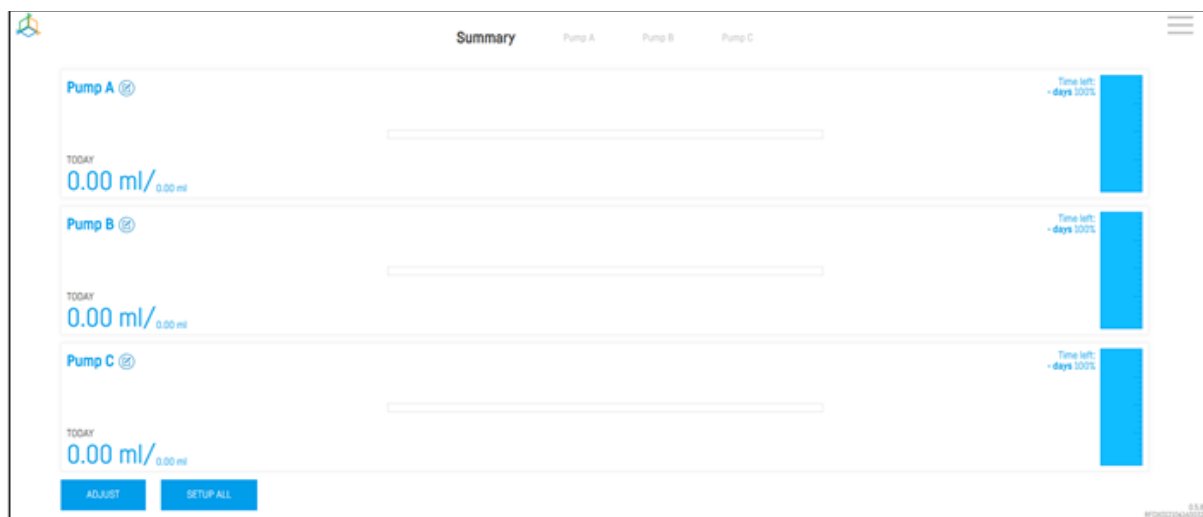 Summary Pump A Pump B Pump C
Pump A
Time left:
- days 100%
TODAY
0.00 ml/0.00 ml
Pump B
Time left:
- days 100%
TODAY
0.00 ml/0.00 ml
Pump C
Time left:
- days 100%
TODAY
0.00 ml/0.00 ml
ADJUST SETUP ALL